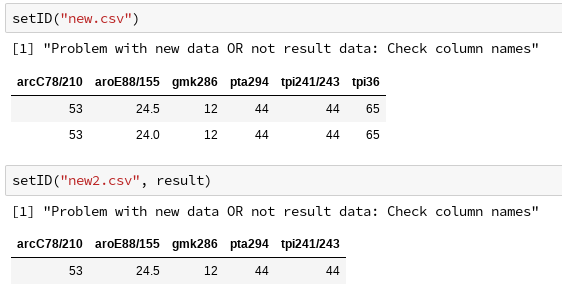 setID("new.csv")
[1] "Problem with new data OR not result data: Check column names"
arcC78/210 aroE88/155 gmk286 pta294 tpi241/243 tpi36
53 24.5 12 44 44 65
53 24.0 12 44 44 65
setID("new2.csv", result)
[1] "Problem with new data OR not result data: Check column names"
arcC78/210 aroE88/155 gmk286 pta294 tpi241/243
53 24.5 12 44 44